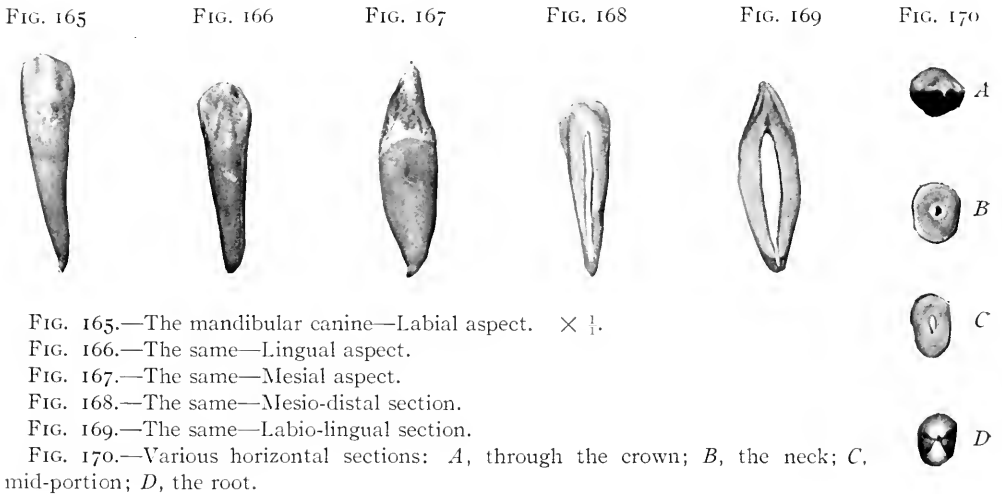 FIG. 165 FIG. 166 FIG. 167 FIG. 168 FIG. 169 FIG. 170
A
B
C
D
FIG. 165.—The mandibular canine—Labial aspect. × 1/1.
FIG. 166.—The same—Lingual aspect.
FIG. 167.—The same—Mesial aspect.
FIG. 168.—The same—Mesio-distal section.
FIG. 169.—The same—Labio-lingual section.
FIG. 170.—Various horizontal sections: A, through the crown; B, the neck; C,
mid-portion; D, the root.